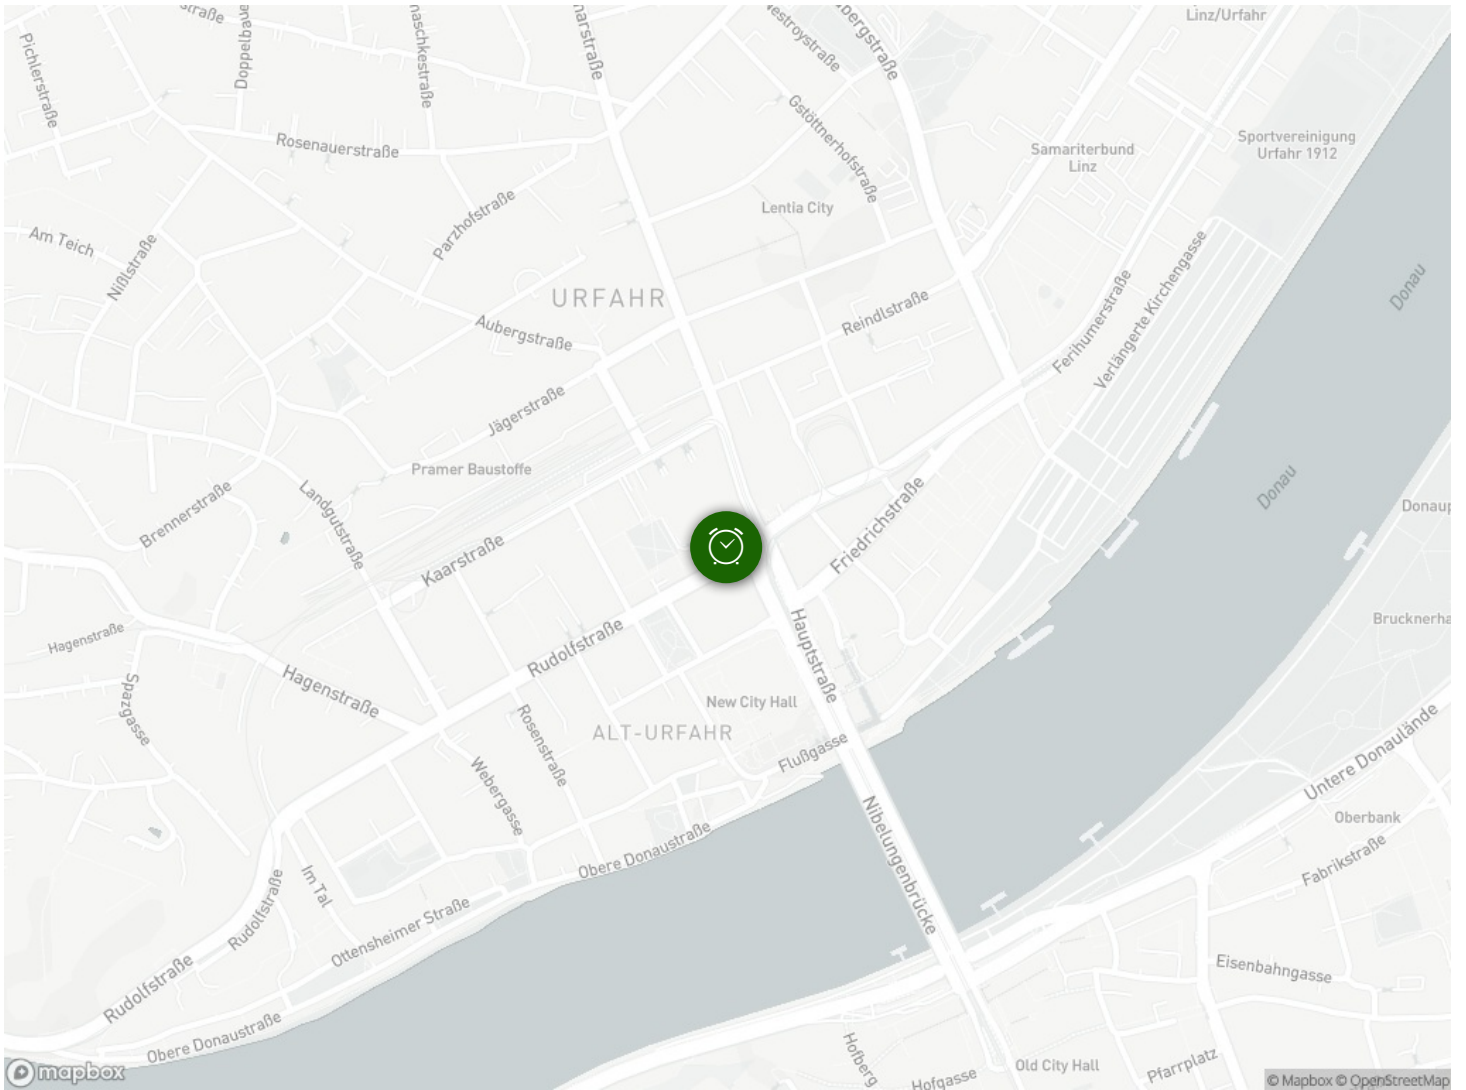 Linz/Urfahr
Pichlerstraße
Rosenauerstraße
Gstöttnerhofstraße
Samariterbund
Linz
Sportvereinigung
Urfahr 1912
Lentia City
Am Teich
Nißlstraße
Parzhofstraße
URFAHR
Aubergstraße
Reindlstraße
Ferihumerstraße
Verlängerte Kirchengasse
Donau
Jägerstraße
Pramer Baustoffe
Brennerstraße
Landgutstraße
Kaarstraße
Friedrichstraße
Donau
Hagenstraße
Hagenstraße
Rudolfstraße
Hauptstraße
Spazgasse
New City Hall
ALT-URFAHR
Rosenstraße
Flußgasse
Webergasse
Untere Donaulände
Oberbank
Fabrikstraße
Nibelungenbrücke
Obere Donaustraße
Im Tal
Rudolfstraße
Ottensheimer Straße
Rudolfstraße
Eisenbahngasse
Obere Donaustraße
Hofberg
Old City Hall
Hofgasse
Pfarrplatz
mapbox
© Mapbox © OpenStreetMap